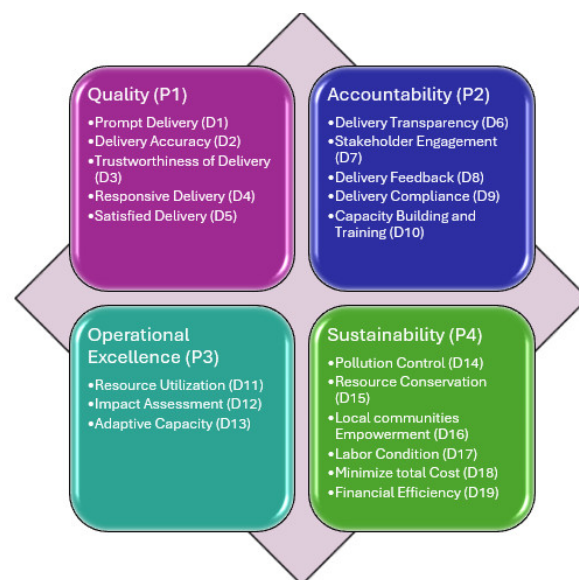 Quality (P1)
•Prompt Delivery (D1)
•Delivery Accuracy (D2)
•Trustworthiness of Delivery
(D3)
•Responsive Delivery (D4)
•Satisfied Delivery (D5)
Accountability (P2)
•Delivery Transparency (D6)
•Stakeholder Engagement
(D7)
•Delivery Feedback (D8)
•Delivery Compliance (D9)
•Capacity Building and
Training (D10)
Operational
Excellence (P3)
•Resource Utilization (D11)
•Impact Assessment (D12)
•Adaptive Capacity (D13)
Sustainability (P4)
•Pollution Control (D14)
•Resource Conservation
(D15)
•Local communities
Empowerment (D16)
•Labor Condition (D17)
•Minimize total Cost (D18)
•Financial Efficiency (D19)